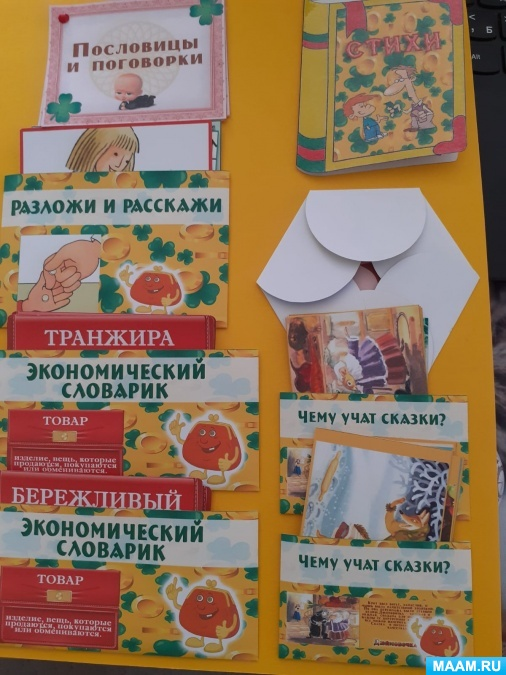 ПОСЛОВИЦЫ
И ПОГОВОРКИ
СТИХИ
РАЗЛОЖИ И РАССКАЖИ
ТРАНЖИРА
ЭКОНОМИЧЕСКИЙ
СЛОВАРИК
ТОВАР
изделие, вещь, которые
продаются, покупаются
или обмениваются.
БЕРЕЖЛИВЫЙ
ЭКОНОМИЧЕСКИЙ
СЛОВАРИК
ТОВАР
изделие, вещь, которые
продаются, покупаются
или обмениваются.
ЧЕМУ УЧАТ СКАЗКИ?
ЧЕМУ УЧАТ СКАЗКИ?
MAAM.RU